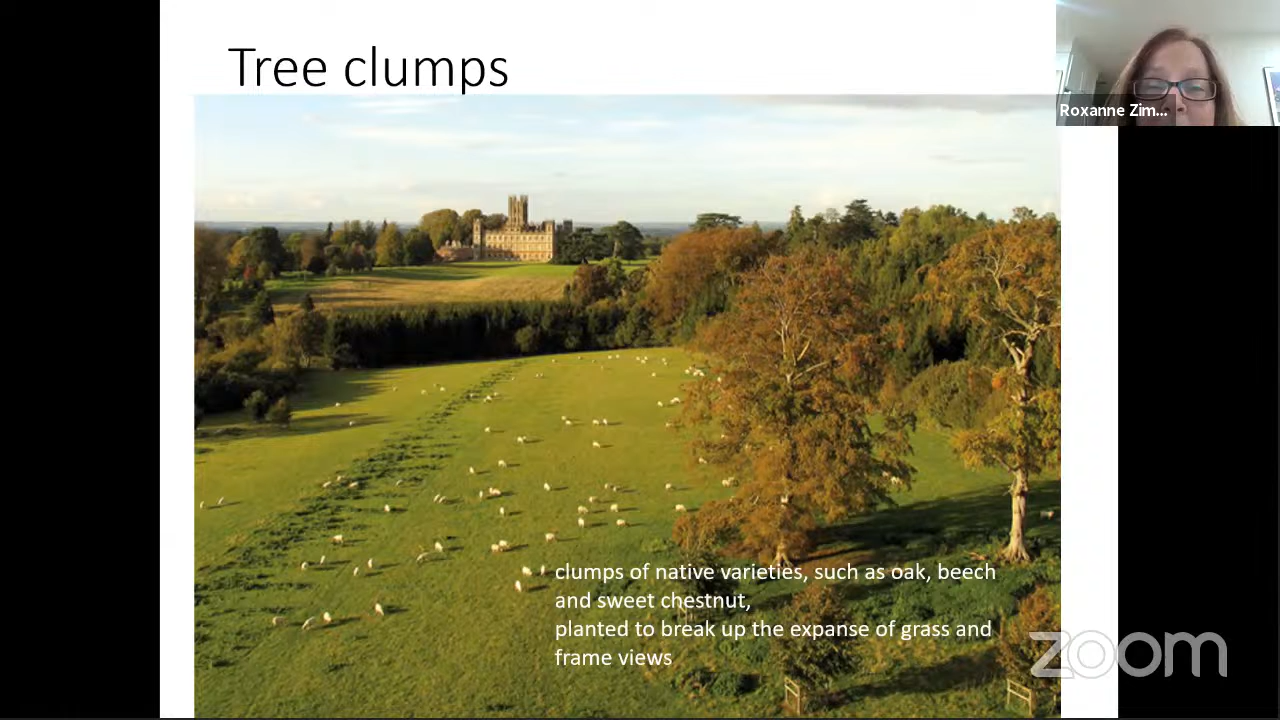 Tree clumps
Roxanne Zim...
clumps of native varieties, such as oak, beech
and sweet chestnut,
planted to break up the expanse of grass and
frame views
zoom